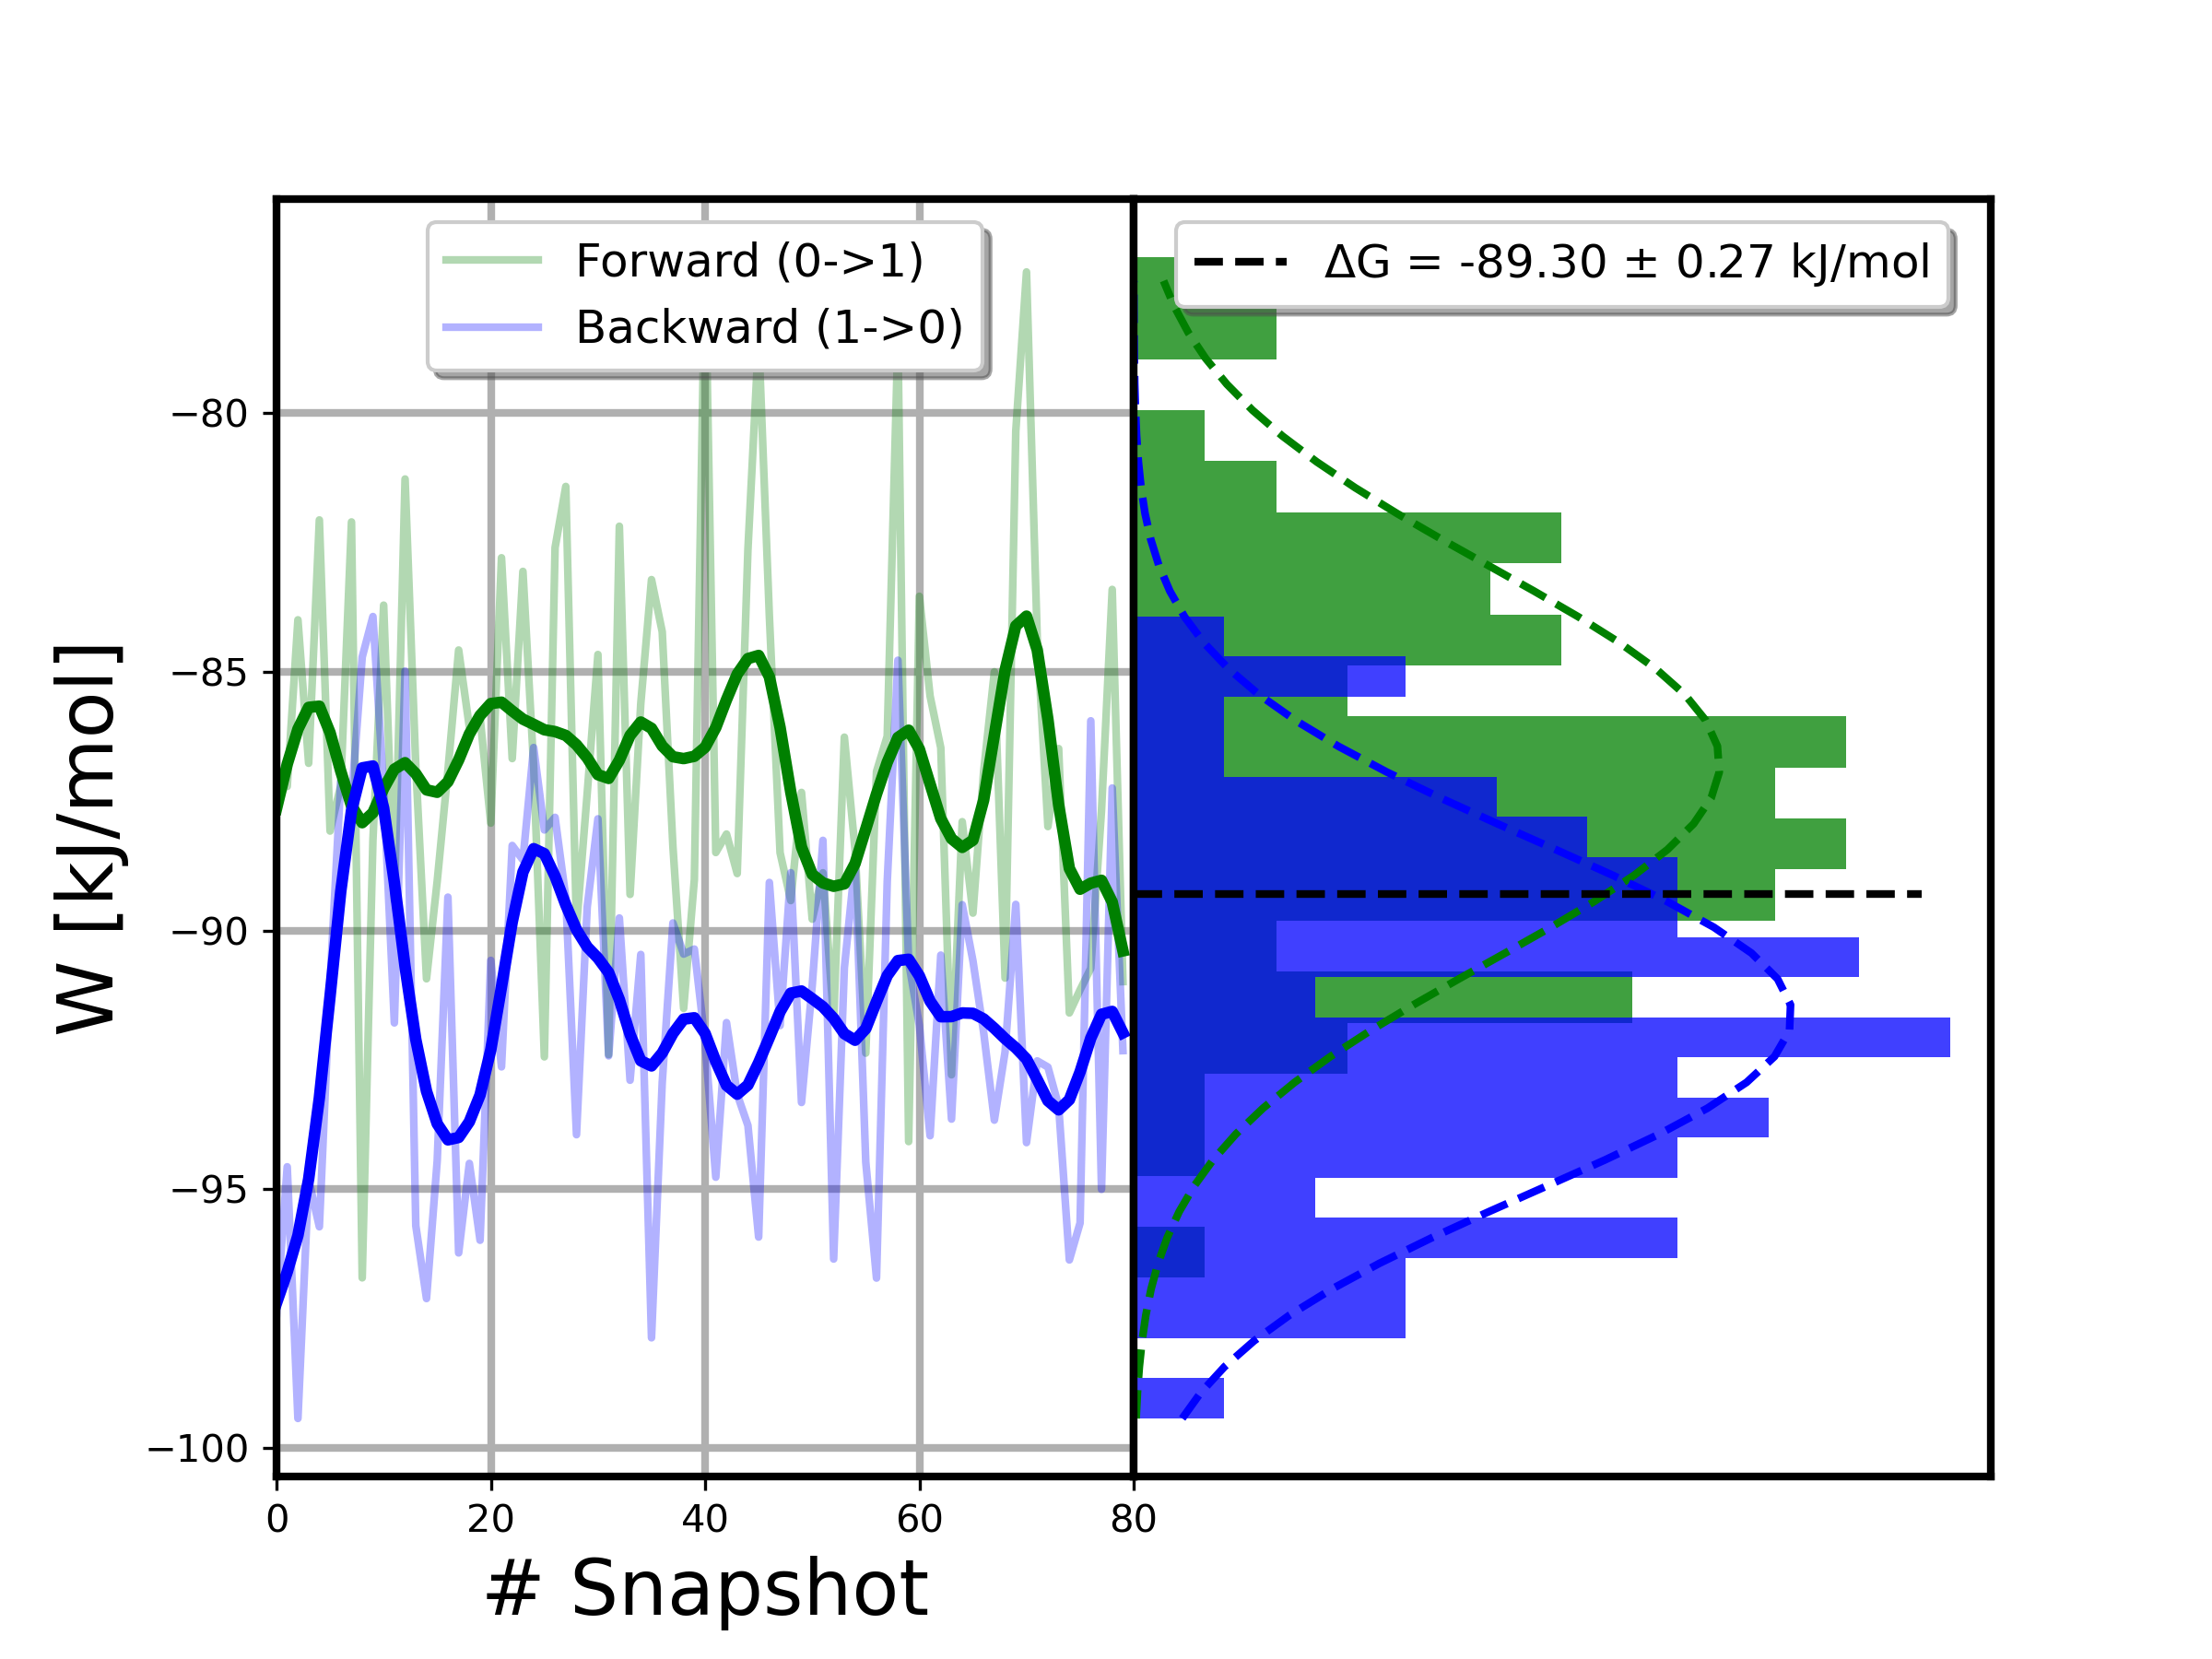 Forward (0->1)
Backward (1->0)
ΔG = -89.30 ± 0.27 kJ/mol
W [kJ/mol]
−80
−85
−90
−95
−100
0 20 40 60 80
# Snapshot